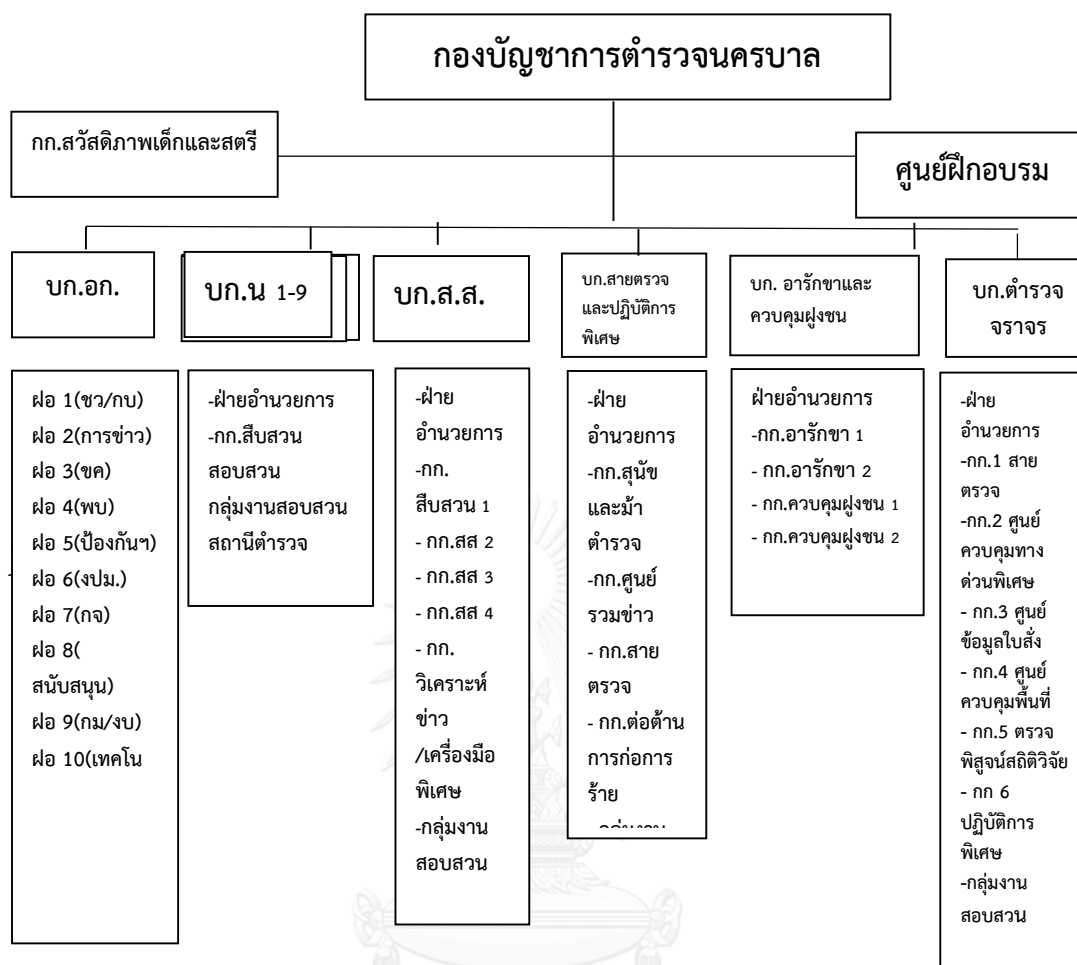 กองบัญชาการตำรวจนครบาล
กก.สวัสดิภาพเด็กและสตรี
ศูนย์ฝึกอบรม
บก.อก.
บก.น 1-9
บก.ส.ส.
บก.สายตรวจ
และปฏิบัติการ
พิเศษ
บก. อารักขาและ
ควบคุมฝูงชน
บก.ตำรวจ
จราจร
ฝอ 1(ชว/กบ)
ฝอ 2(การข่าว)
ฝอ 3(ขค)
ฝอ 4(พบ)
ฝอ 5(ป้องกันฯ)
ฝอ 6(งปม.)
ฝอ 7(กจ)
ฝอ 8(
สนับสนุน)
ฝอ 9(กม/งบ)
ฝอ 10(เทคโน
-ฝ่ายอำนวยการ
-กก.สืบสวน
สอบสวน
กลุ่มงานสอบสวน
สถานีตำรวจ
-ฝ่าย
อำนวยการ
-กก.
สืบสวน 1
- กก.สส 2
- กก.สส 3
- กก.สส 4
- กก.
วิเคราะห์
ข่าว
/เครื่องมือ
พิเศษ
-กลุ่มงาน
สอบสวน
-ฝ่าย
อำนวยการ
-กก.สุนัข
และม้า
ตำรวจ
-กก.ศูนย์
รวมข่าว
- กก.สาย
ตรวจ
- กก.ต่อต้าน
การก่อการ
ร้าย
ฝ่ายอำนวยการ
-กก.อารักขา 1
- กก.อารักขา 2
- กก.ควบคุมฝูงชน 1
- กก.ควบคุมฝูงชน 2
-ฝ่าย
อำนวยการ
-กก.1 สาย
ตรวจ
-กก.2 ศูนย์
ควบคุมทาง
ด่วนพิเศษ
- กก.3 ศูนย์
ข้อมูลใบสั่ง
- กก.4 ศูนย์
ควบคุมพื้นที่
- กก.5 ตรวจ
พิสูจน์สถิติวิจัย
- กก 6
ปฏิบัติการ
พิเศษ
-กลุ่มงาน
สอบสวน